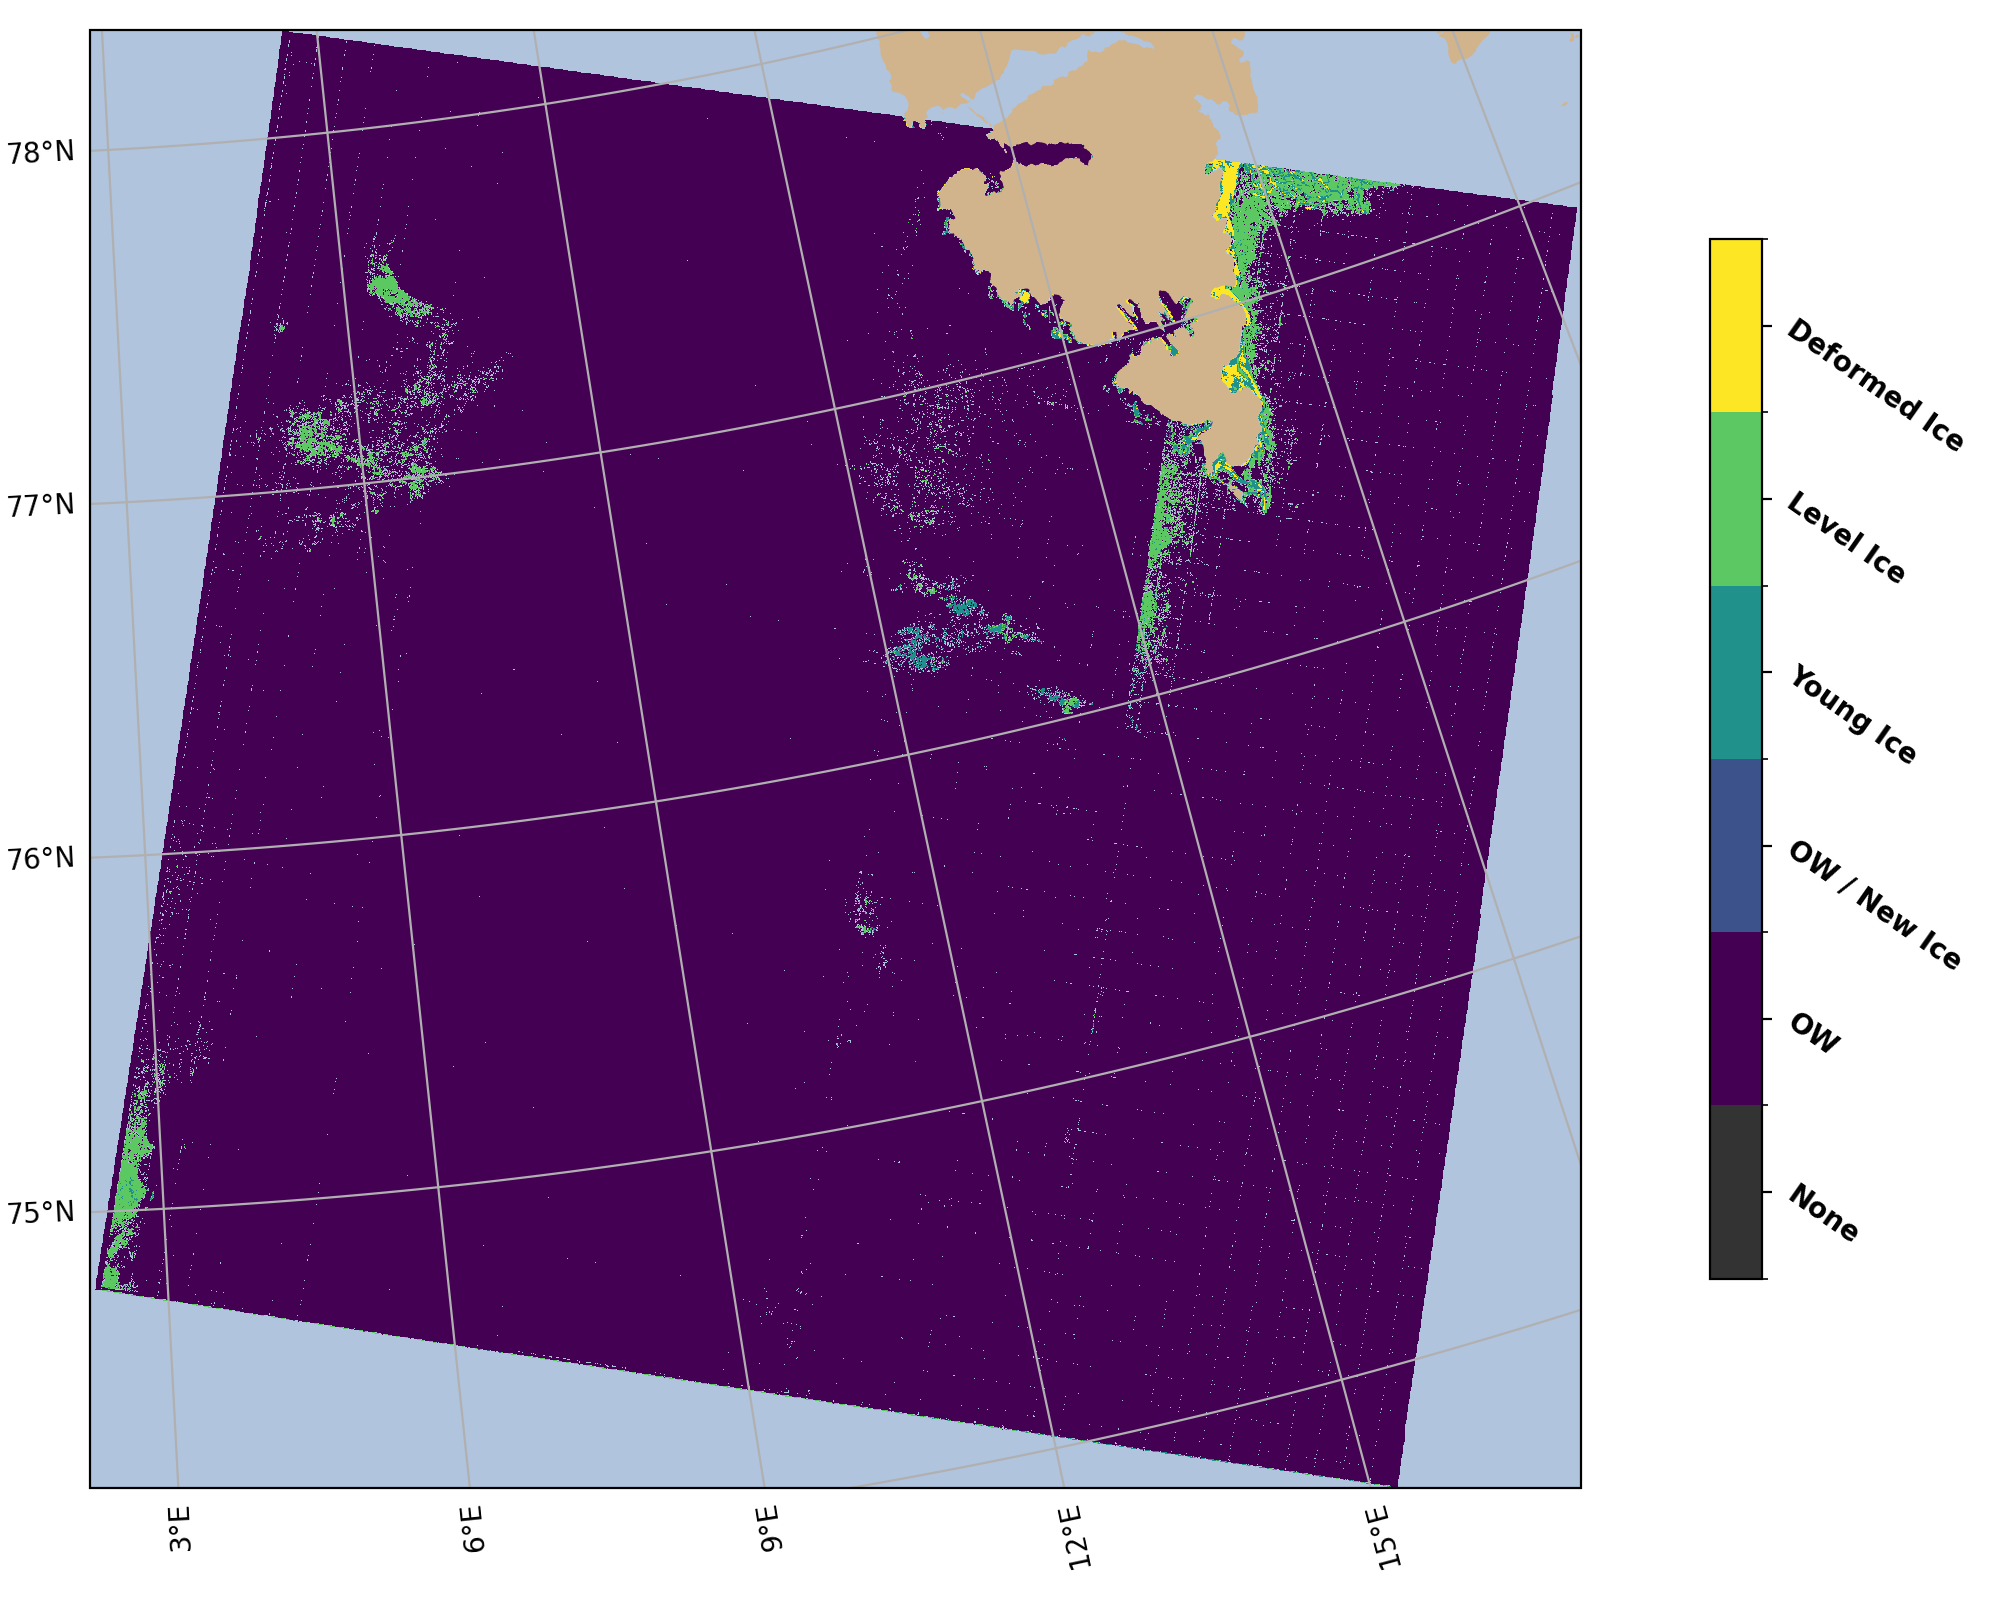 78°N
77°N
76°N
75°N
3°E
6°E
9°E
12°E
15°E
Deformed Ice
Level Ice
Young Ice
OW / New Ice
OW
None